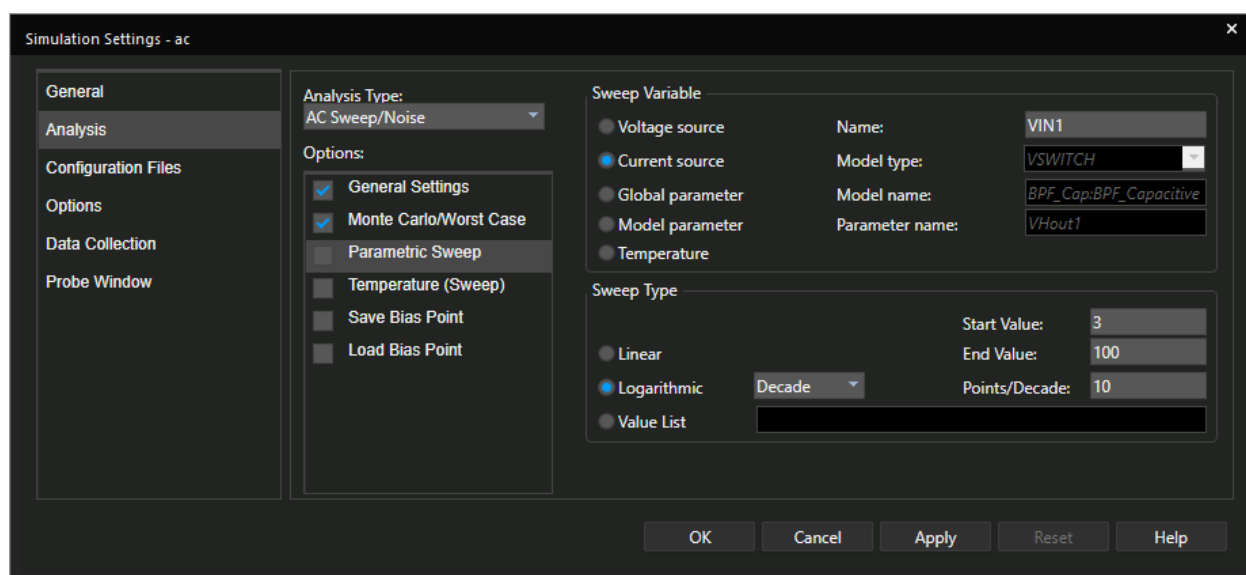 Simulation Settings - ac
General
Analysis
Configuration Files
Options
Data Collection
Probe Window
Analysis Type:
AC Sweep/Noise
Options:
General Settings
Monte Carlo/Worst Case
Parametric Sweep
Temperature (Sweep)
Save Bias Point
Load Bias Point
Sweep Variable
Voltage source
Current source
Global parameter
Model parameter
Temperature
Name: VIN1
Model type: VSWITCH
Model name: BPF_Cap:BPF_Capacitive
Parameter name: VHout1
Sweep Type
Linear
Logarithmic Decade
Value List
Start Value: 3
End Value: 100
Points/Decade: 10
OK Cancel Apply Reset Help